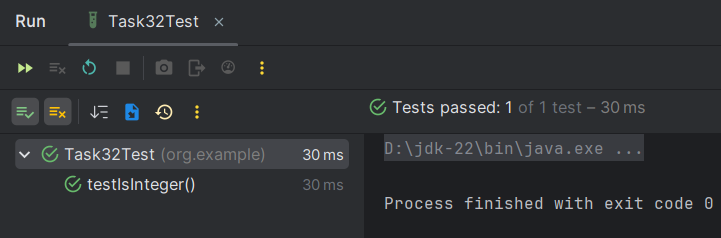 Run Task32Test
Tests passed: 1 of 1 test – 30 ms
Task32Test (org.example) 30 ms
testIsInteger() 30 ms
D:\jdk-22\bin\java.exe ...
Process finished with exit code 0